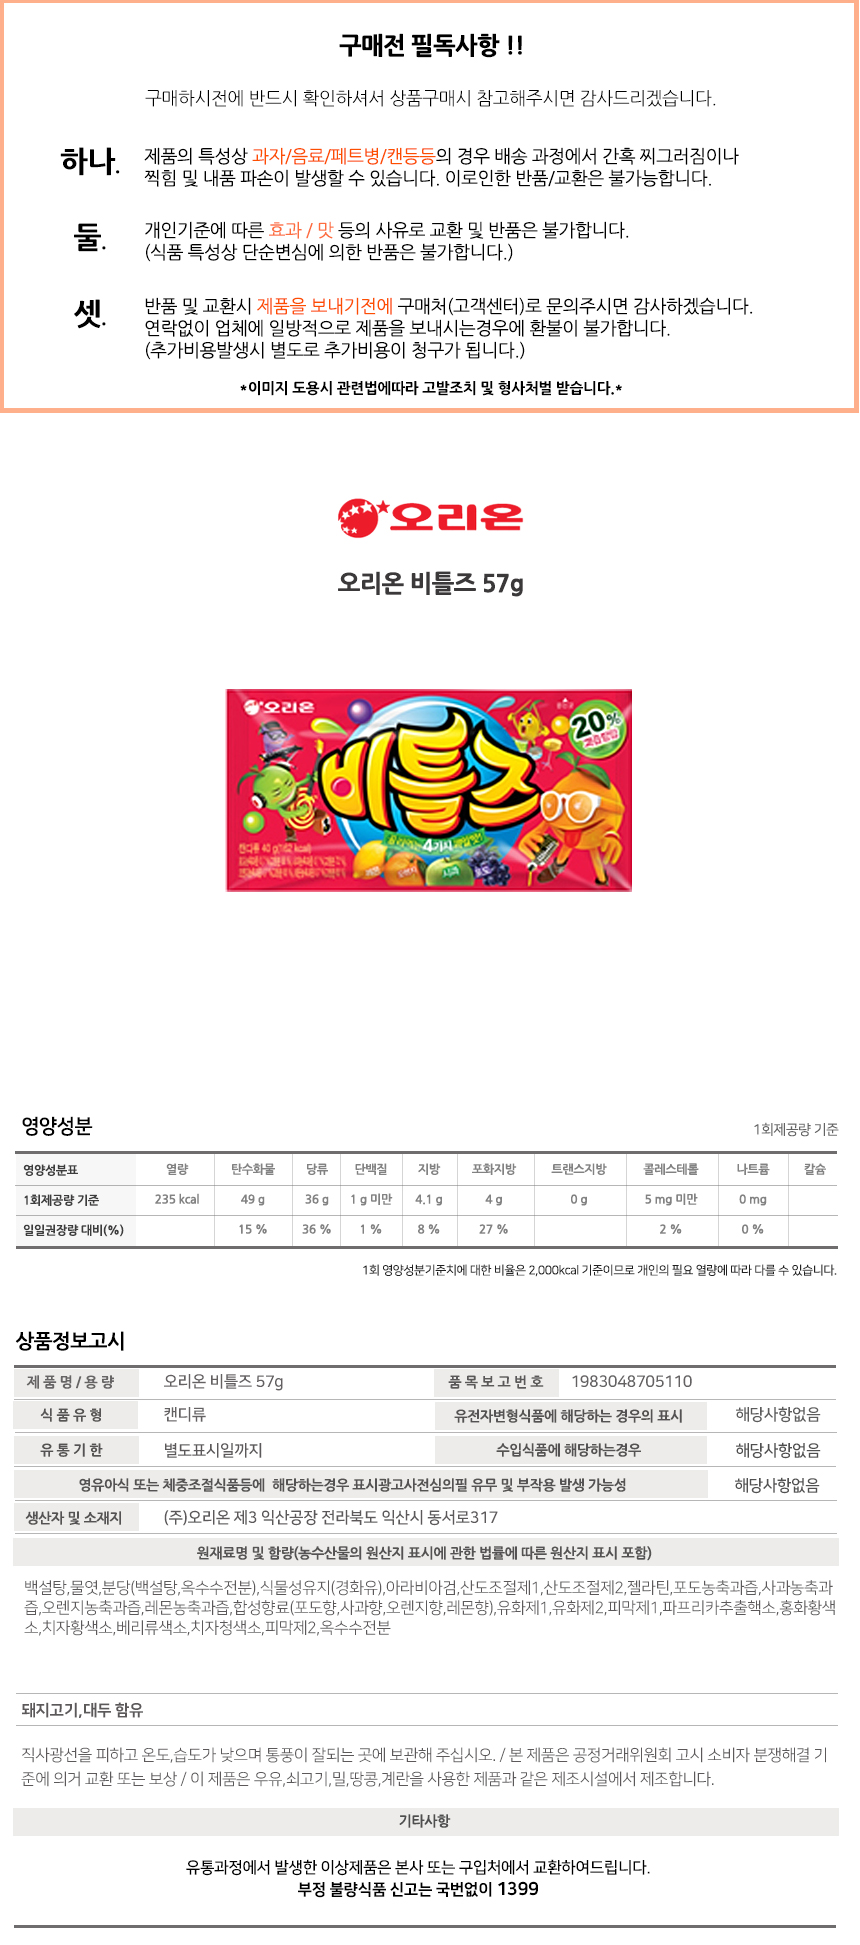 구매전 필독사항 !!
구매하시전에 반드시 확인하셔서 상품구매시 참고해주시면 감사드리겠습니다.
하나. 제품의 특성상 과자/음료/페트병/캔등등의 경우 배송 과정에서 간혹 찌그러짐이나
찍힘 및 내품 파손이 발생할 수 있습니다. 이로인한 반품/교환은 불가능합니다.
둘. 개인기준에 따른 효과 / 맛 등의 사유로 교환 및 반품은 불가합니다.
(식품 특성상 단순변심에 의한 반품은 불가합니다.)
셋. 반품 및 교환시 제품을 보내기전에 구매처(고객센터)로 문의주시면 감사하겠습니다.
연락없이 업체에 일방적으로 제품을 보내시는경우에 환불이 불가합니다.
(추가비용발생시 별도로 추가비용이 청구가 됩니다.)
*이미지 도용시 관련법에따라 고발조치 및 형사처벌 받습니다.*
오리온
오리온 비틀즈 57g
오리온
20%
비틀즈
4가지
캔디류 40 g(162 kcal)
레몬 오렌지 사과 포도
영양성분
1회제공량 기준
영양성분표 열량 탄수화물 당류 단백질 지방 포화지방 트랜스지방 콜레스테롤 나트륨 칼슘
1회제공량 기준 235 kcal 49 g 36 g 1 g 미만 4.1 g 4 g 0 g 5 mg 미만 0 mg
일일권장량 대비(%) 15 % 36 % 1 % 8 % 27 % 2 % 0 %
1회 영양성분기준치에 대한 비율은 2,000kcal 기준이므로 개인의 필요 열량에 따라 다를 수 있습니다.
상품정보고시
제 품 명 / 용 량 오리온 비틀즈 57g 품 목 보 고 번 호 1983048705110
식 품 유 형 캔디류 유전자변형식품에 해당하는 경우의 표시 해당사항없음
유 통 기 한 별도표시일까지 수입식품에 해당하는경우 해당사항없음
영유아식 또는 체중조절식품등에 해당하는경우 표시광고사전심의필 유무 및 부작용 발생 가능성 해당사항없음
생산자 및 소재지 (주)오리온 제3 익산공장 전라북도 익산시 동서로317
원재료명 및 함량(농수산물의 원산지 표시에 관한 법률에 따른 원산지 표시 포함)
백설탕,물엿,분당(백설탕,옥수수전분),식물성유지(경화유),아라비아검,산도조절제1,산도조절제2,젤라틴,포도농축과즙,사과농축과
즙,오렌지농축과즙,레몬농축과즙,합성향료(포도향,사과향,오렌지향,레몬향),유화제1,유화제2,피막제1,파프리카추출핵소,홍화황색
소,치자황색소,베리류색소,치자청색소,피막제2,옥수수전분
돼지고기,대두 함유
직사광선을 피하고 온도,습도가 낮으며 통풍이 잘되는 곳에 보관해 주십시오. / 본 제품은 공정거래위원회 고시 소비자 분쟁해결 기
준에 의거 교환 또는 보상 / 이 제품은 우유,쇠고기,밀,땅콩,계란을 사용한 제품과 같은 제조시설에서 제조합니다.
기타사항
유통과정에서 발생한 이상제품은 본사 또는 구입처에서 교환하여드립니다.
부정 불량식품 신고는 국번없이 1399